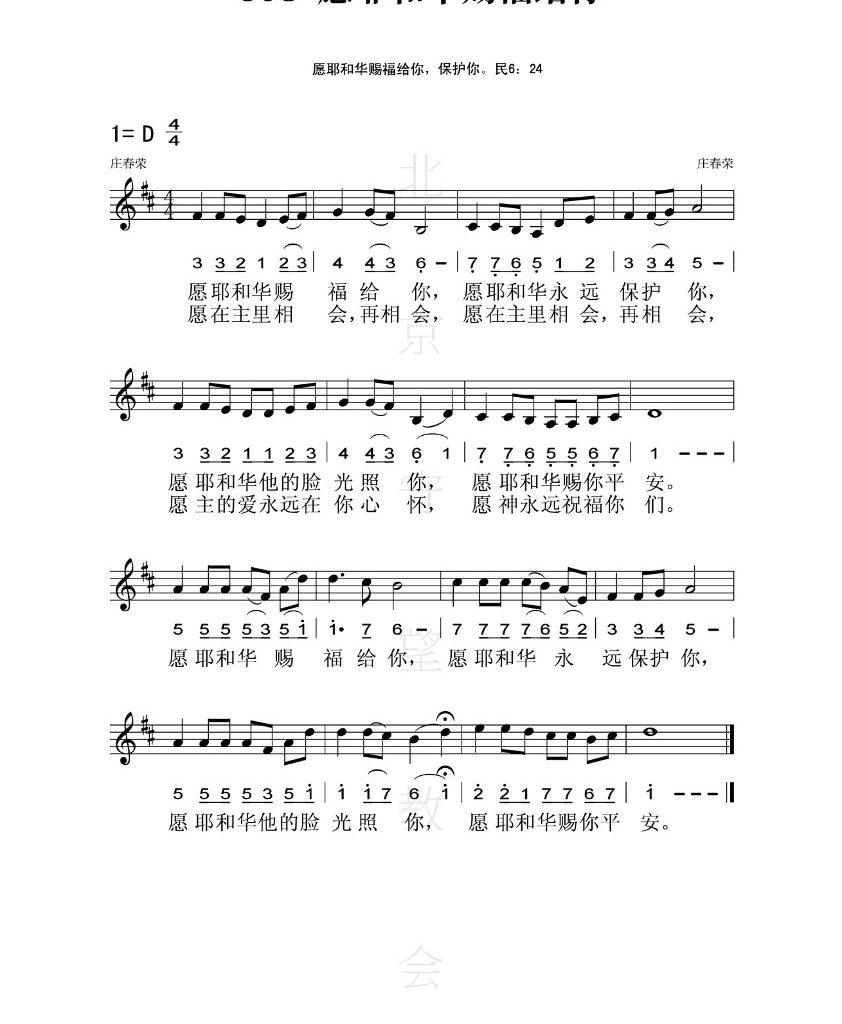 愿耶和华赐福给你，保护你。民6：24
1= D 4/4
庄春荣 庄春荣
3 3 2 1 2 3 | 4 4 3 6 – | 7 7 6 5 1 2 | 3 3 4 5 – |
愿耶和华赐 福给 你，愿耶和华永远 保护 你，
愿在主里相 会，再相会，愿在主里相会，再相会，
3 3 2 1 1 2 3 | 4 4 3 6 1 | 7 7 6 5 5 6 7 | 1 – – – |
愿 耶和华他的脸 光照 你， 愿 耶和华赐你平 安。
愿 主的爱永远在 你心 怀， 愿 神永远祝福你 们。
5 5 5 5 3 5 1 | 1• 7 6 – | 7 7 7 7 6 5 2 | 3 3 4 5 – |
愿 耶和华 赐 福给你， 愿耶和华 永 远保护你，
5 5 5 5 3 5 1 | 1 1 7 6 1 | 2 2 1 7 7 6 7 | 1 – – – ‖
愿 耶和华他的脸 光照 你， 愿 耶和华赐你平 安。
北
京
守
望
教
会